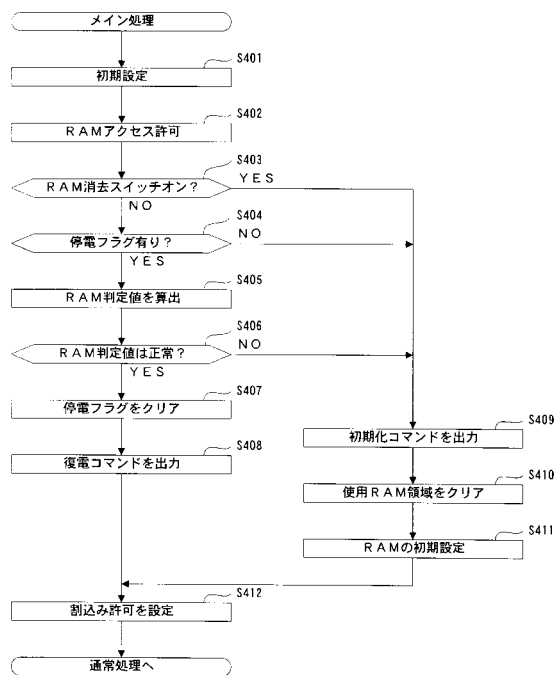 メイン処理
S401
初期設定
S402
RAMアクセス許可
S403
RAM消去スイッチオン?
YES
NO
S404
停電フラグ有り?
NO
YES
S405
RAM判定値を算出
S406
RAM判定値は正常?
NO
YES
S407
停電フラグをクリア
S408
復電コマンドを出力
S409
初期化コマンドを出力
S410
使用RAM領域をクリア
S411
RAMの初期設定
S412
割込み許可を設定
通常処理へ